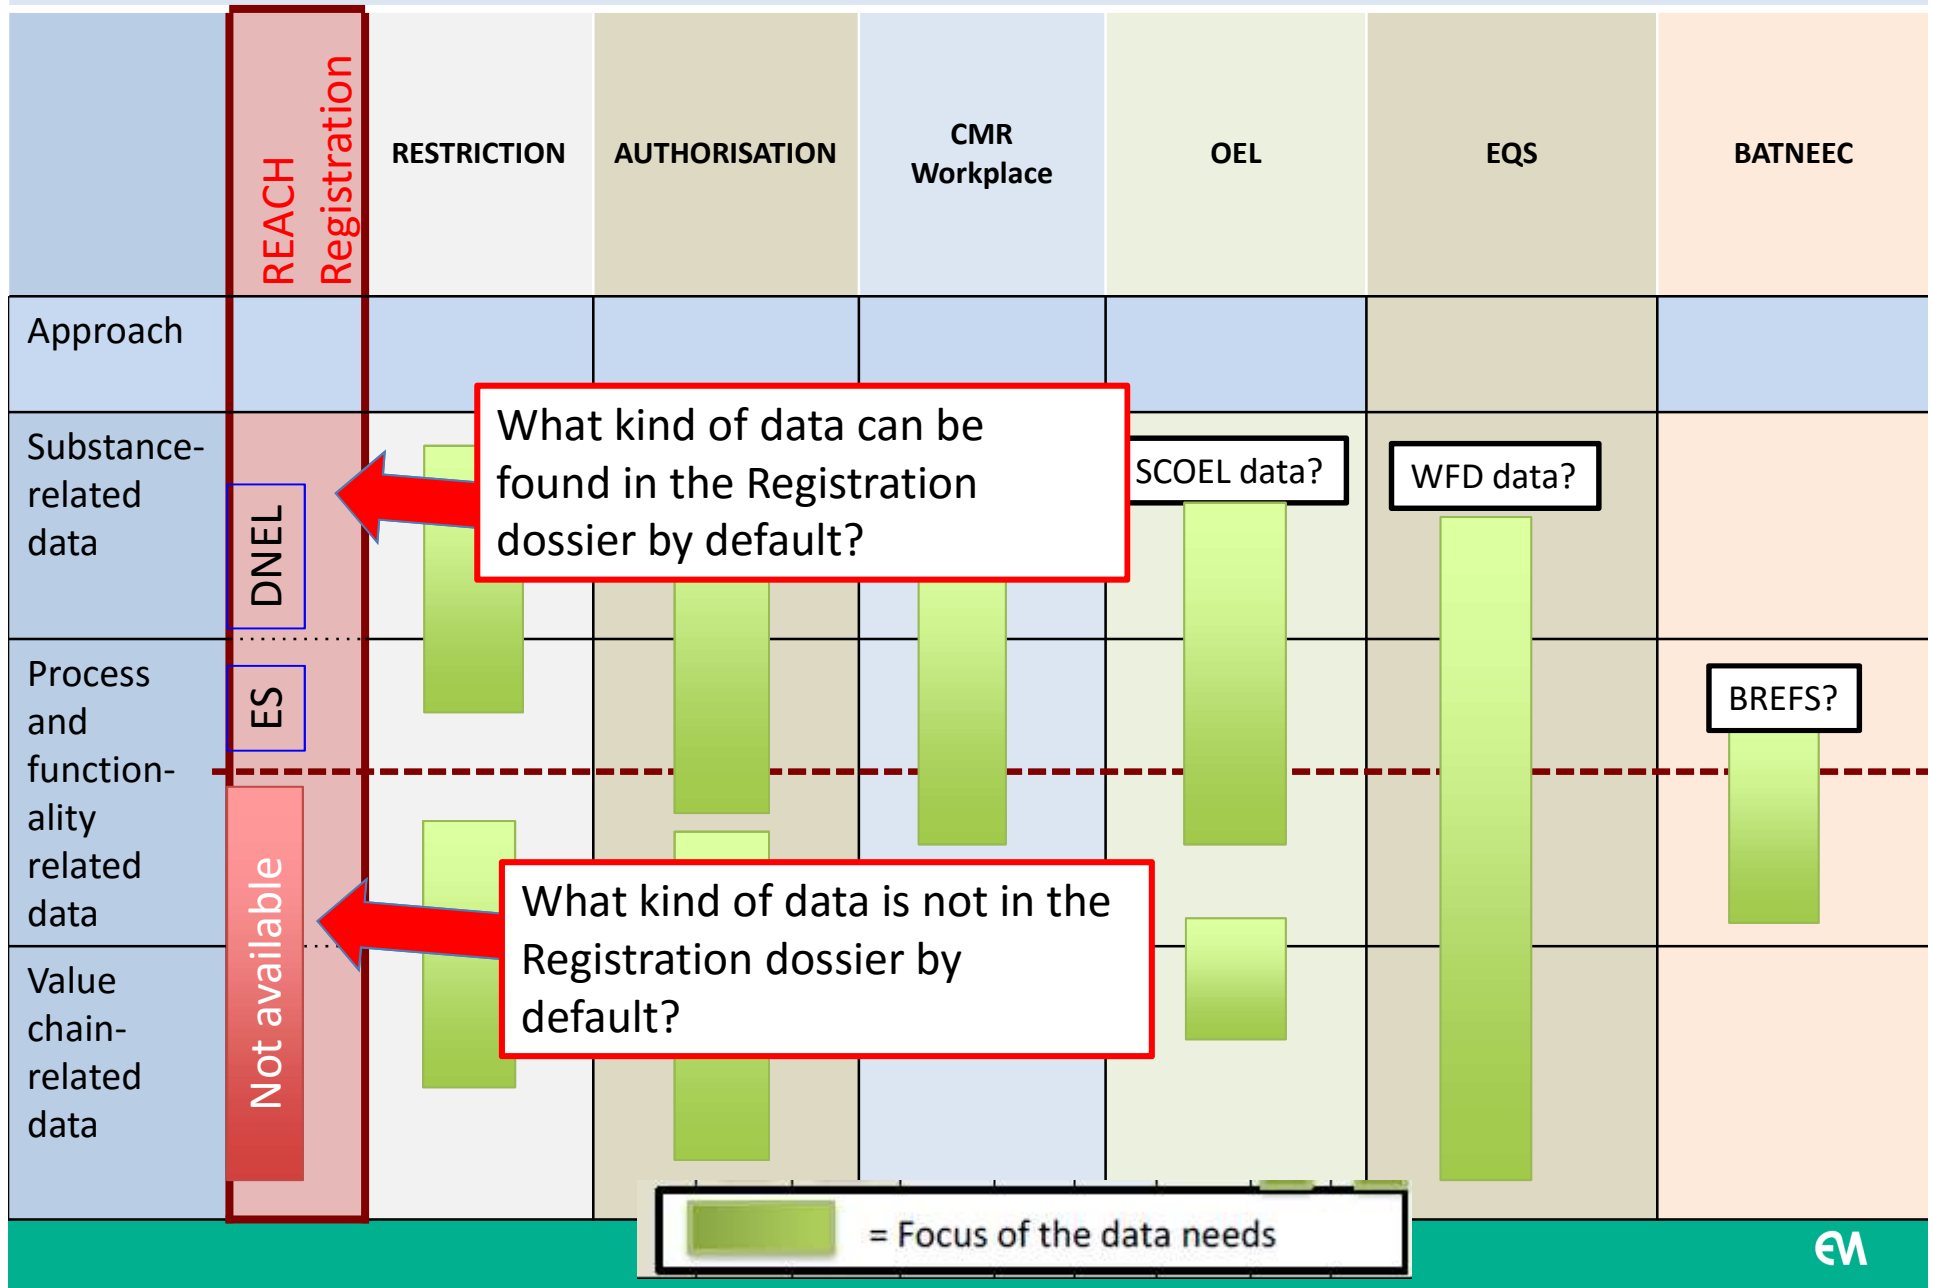 REACH
Registration
RESTRICTION
AUTHORISATION
CMR
Workplace
OEL
EQS
BATNEEC
Approach
Substance-
related
data
DNEL
What kind of data can be
found in the Registration
dossier by default?
SCOEL data?
WFD data?
Process
and
function-
ality
related
data
ES
BREFS?
Not available
What kind of data is not in the
Registration dossier by
default?
Value
chain-
related
data
= Focus of the data needs